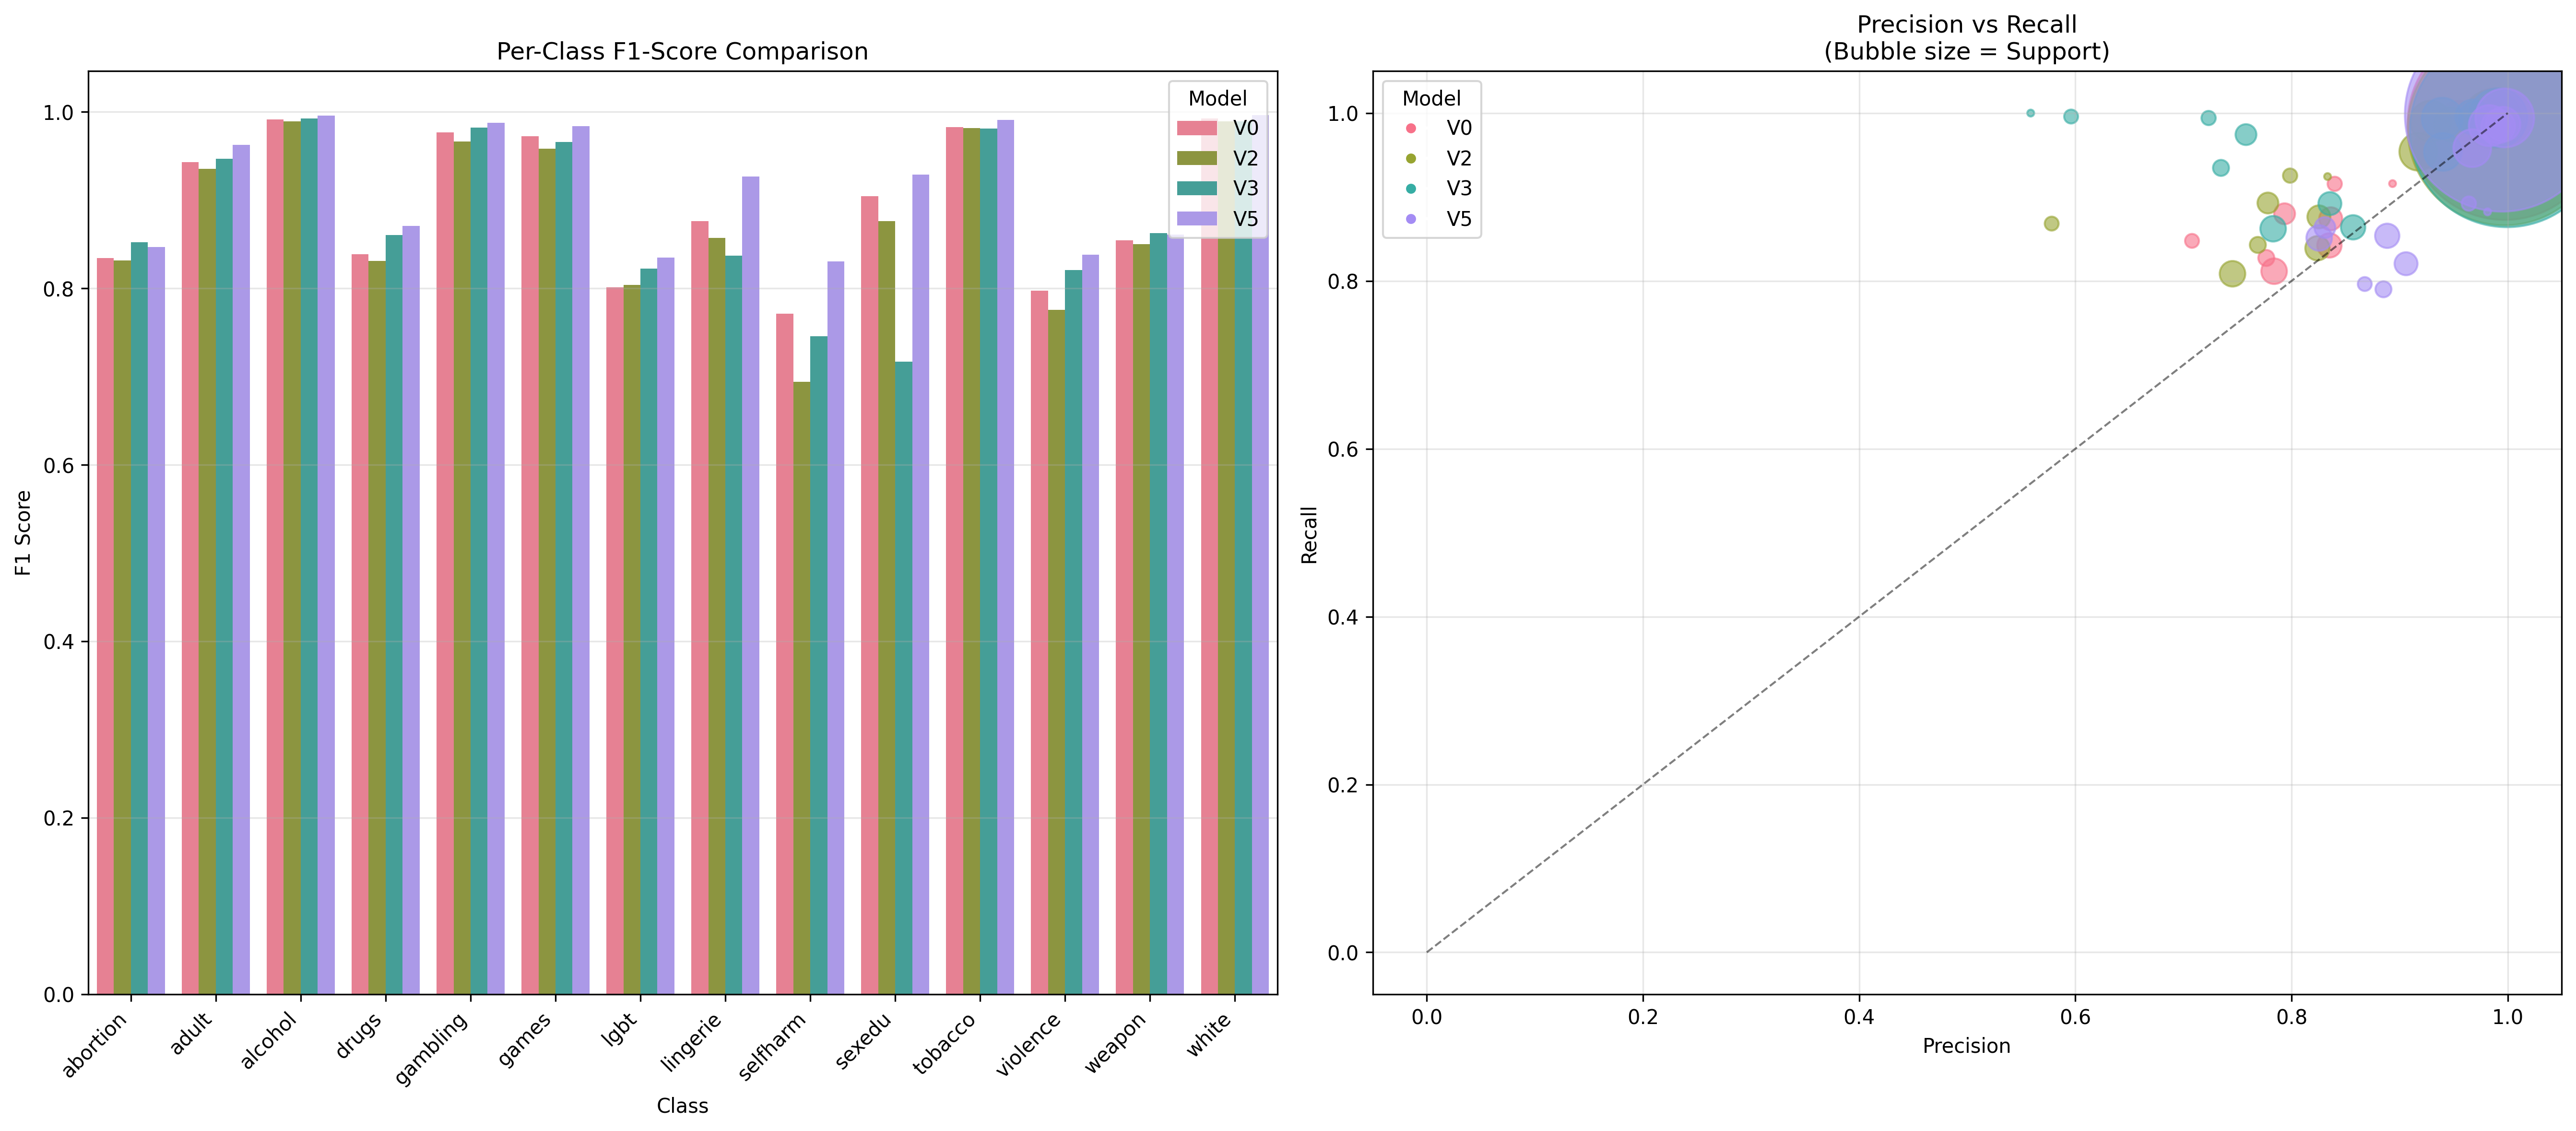 Per-Class F1-Score Comparison
Model
V0
V2
V3
V5
F1 Score
1.0
0.8
0.6
0.4
0.2
0.0
abortion
adult
alcohol
drugs
gambling
games
lgbt
lingerie
selfharm
sexedu
tobacco
violence
weapon
white
Class
Precision vs Recall
(Bubble size = Support)
Model
V0
V2
V3
V5
Recall
1.0
0.8
0.6
0.4
0.2
0.0
0.0 0.2 0.4 0.6 0.8 1.0
Precision